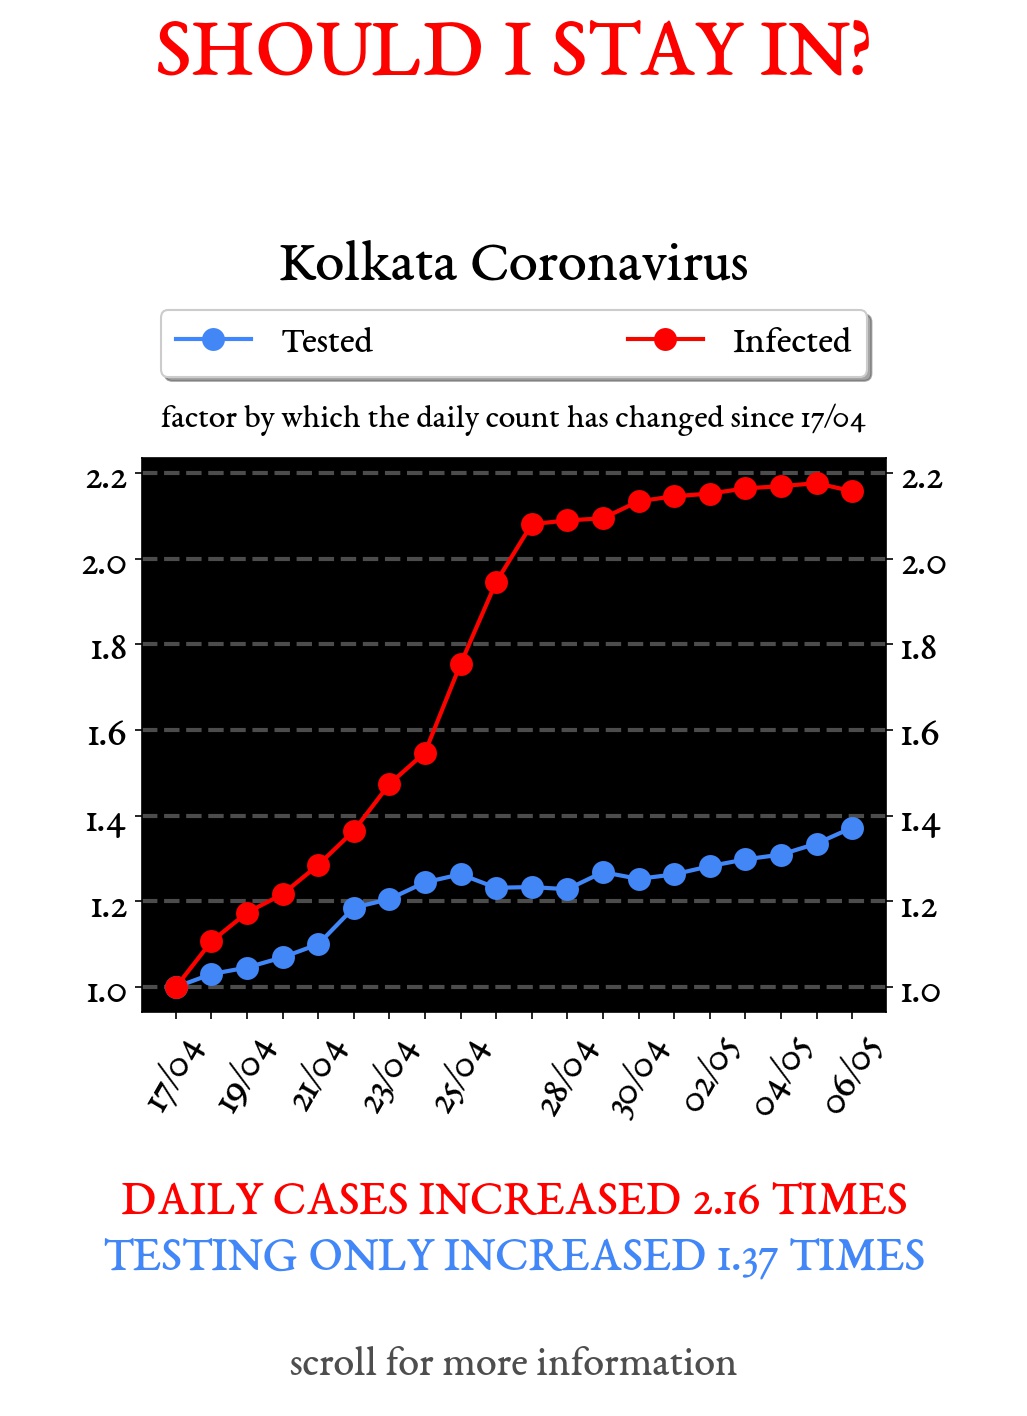 SHOULD I STAY IN?
Kolkata Coronavirus
Tested Infected
factor by which the daily count has changed since 17/04
2.2 2.2
2.0 2.0
1.8 1.8
1.6 1.6
1.4 1.4
1.2 1.2
1.0 1.0
17/04 19/04 21/04 23/04 25/04 28/04 30/04 02/05 04/05 06/05
DAILY CASES INCREASED 2.16 TIMES
TESTING ONLY INCREASED 1.37 TIMES
scroll for more information